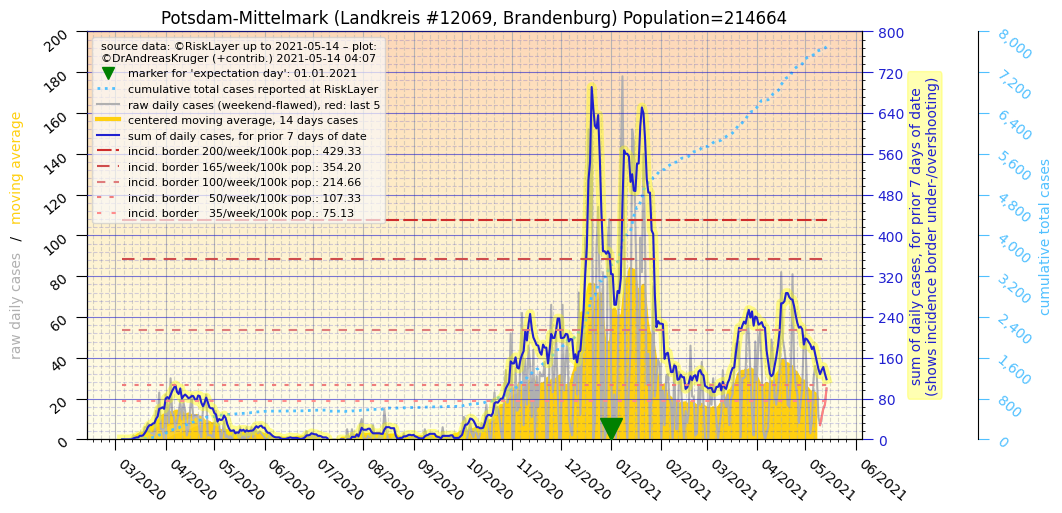 Potsdam-Mittelmark (Landkreis #12069, Brandenburg) Population=214664
source data: ©RiskLayer up to 2021-05-14 – plot:
©DrAndreasKruger (+contrib.) 2021-05-14 04:07
marker for 'expectation day': 01.01.2021
cumulative total cases reported at RiskLayer
raw daily cases (weekend-flawed), red: last 5
centered moving average, 14 days cases
sum of daily cases, for prior 7 days of date
incid. border 200/week/100k pop.: 429.33
incid. border 165/week/100k pop.: 354.20
incid. border 100/week/100k pop.: 214.66
incid. border 50/week/100k pop.: 107.33
incid. border 35/week/100k pop.: 75.13
raw daily cases / moving average
200
180
160
140
120
100
80
60
40
20
0
800
720
640
560
480
400
320
240
160
80
0
sum of daily cases, for prior 7 days of date
(shows incidence border under-/overshooting)
8,000
7,200
6,400
5,600
4,800
4,000
3,200
2,400
1,600
800
0
cumulative total cases
03/2020
04/2020
05/2020
06/2020
07/2020
08/2020
09/2020
10/2020
11/2020
12/2020
01/2021
02/2021
03/2021
04/2021
05/2021
06/2021